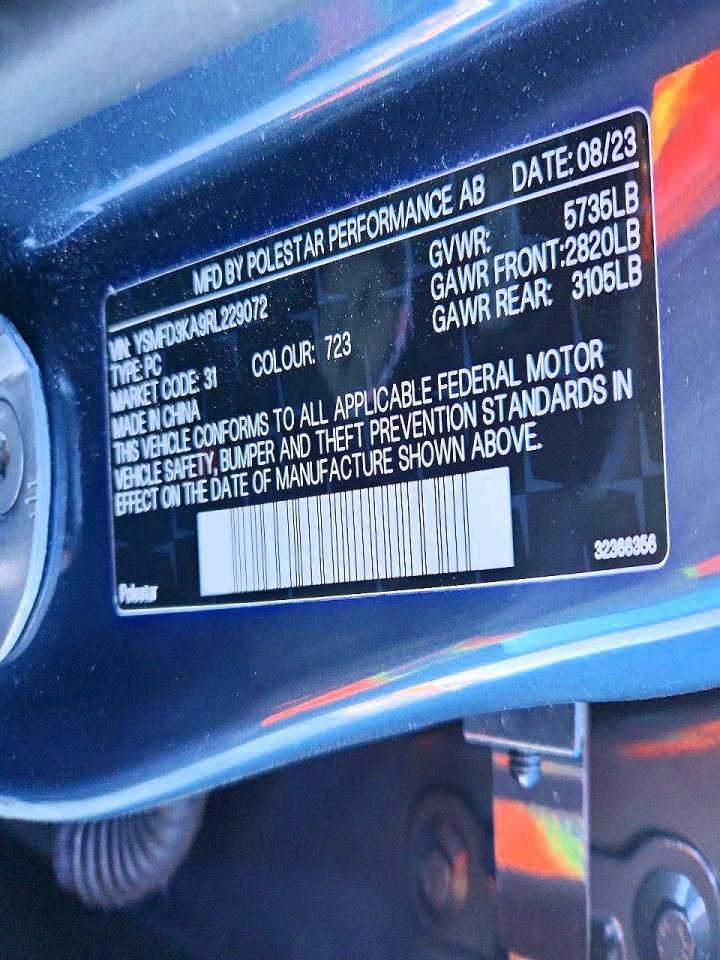 MFD BY POLESTAR PERFORMANCE AB DATE: 08/23
VIN: YSMFD3KA9RL229072 GVWR: 5735LB
TYPE: PC GAWR FRONT: 2820LB
MARKET CODE: 31 COLOUR: 723 GAWR REAR: 3105LB
MADE IN CHINA
THIS VEHICLE CONFORMS TO ALL APPLICABLE FEDERAL MOTOR
VEHICLE SAFETY, BUMPER AND THEFT PREVENTION STANDARDS IN
EFFECT ON THE DATE OF MANUFACTURE SHOWN ABOVE.
Polestar 32366356